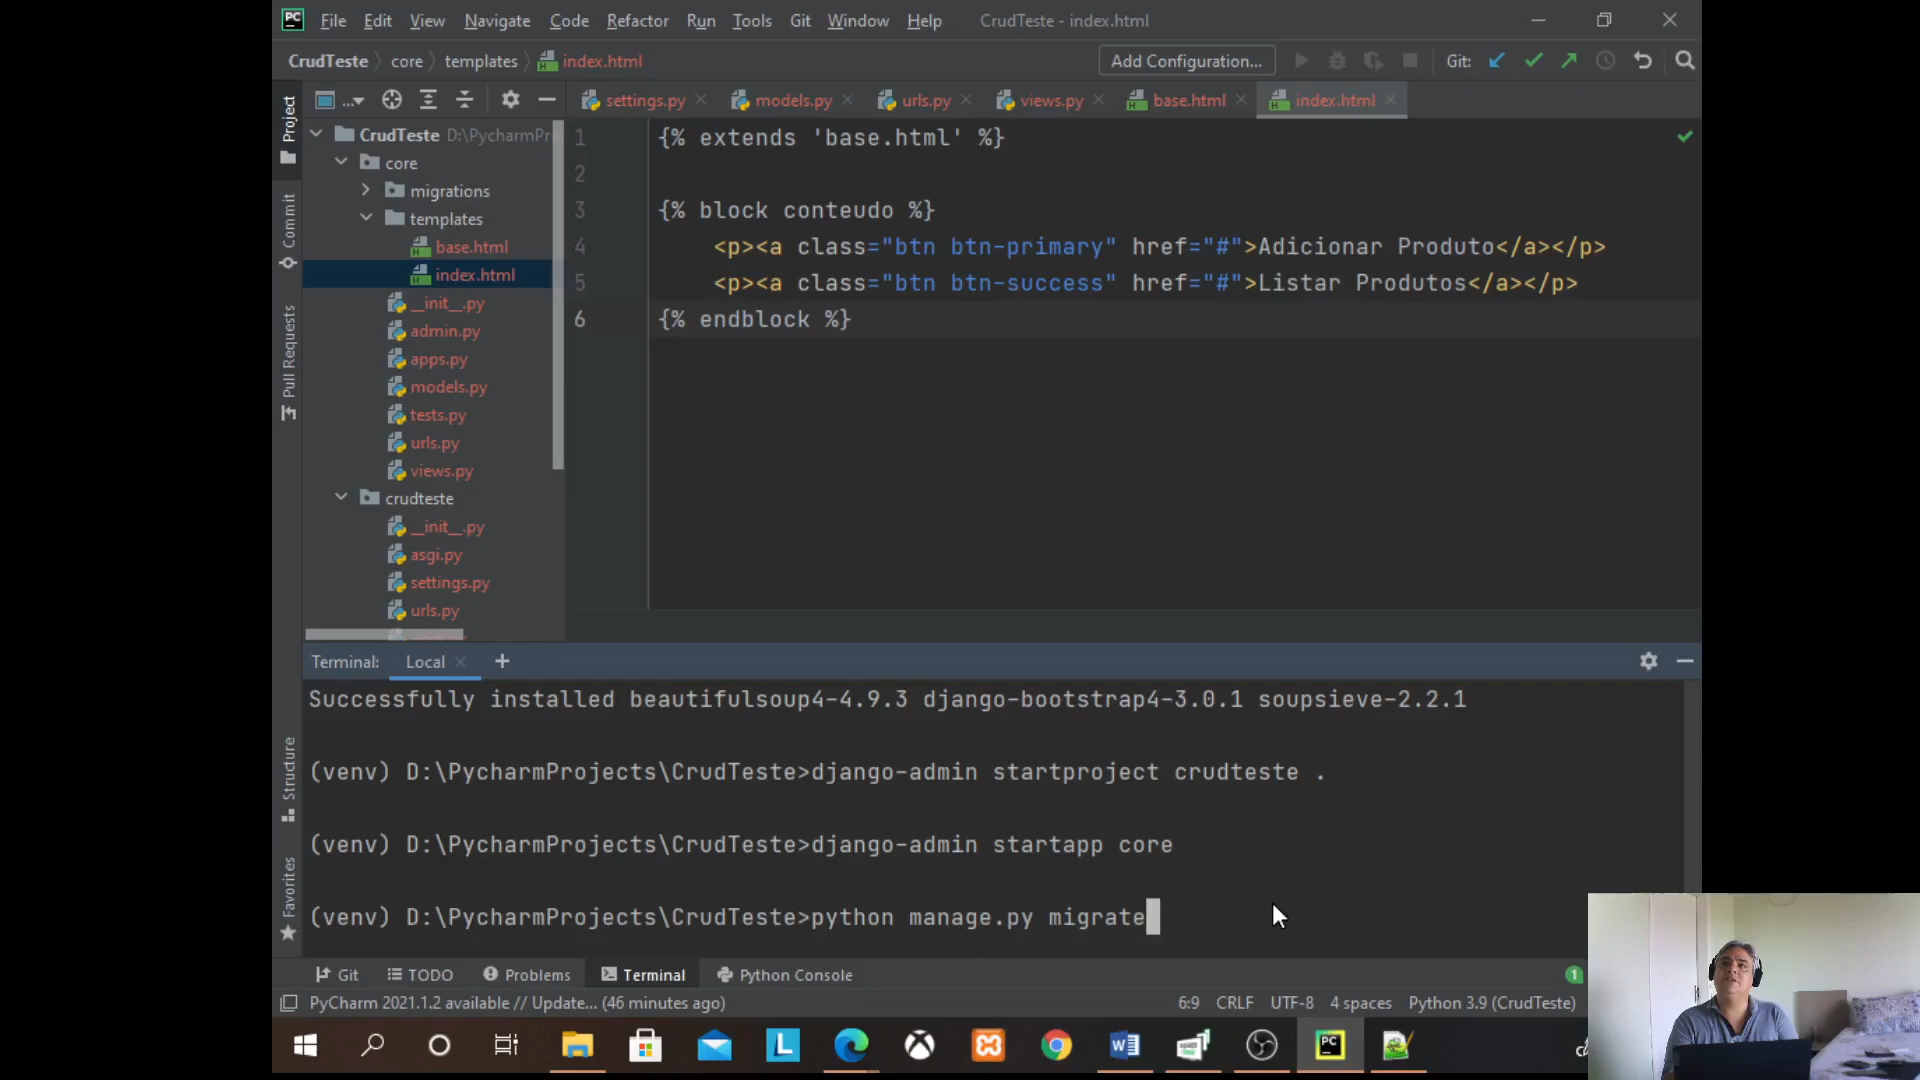 File Edit View Navigate Code Refactor Run Tools Git Window Help CrudTeste - index.html
CrudTeste core templates index.html Add Configuration... Git:
settings.py models.py urls.py views.py base.html index.html
Project
Commit
Pull Requests
Structure
Favorites
CrudTeste D:\PycharmPr
core
migrations
templates
base.html
index.html
__init__.py
admin.py
apps.py
models.py
tests.py
urls.py
views.py
crudteste
__init__.py
asgi.py
settings.py
urls.py
1 {% extends 'base.html' %}
2
3 {% block conteudo %}
4 <p><a class="btn btn-primary" href="#">Adicionar Produto</a></p>
5 <p><a class="btn btn-success" href="#">Listar Produtos</a></p>
6 {% endblock %}
Terminal: Local +
Successfully installed beautifulsoup4-4.9.3 django-bootstrap4-3.0.1 soupsieve-2.2.1
(venv) D:\PycharmProjects\CrudTeste>django-admin startproject crudteste .
(venv) D:\PycharmProjects\CrudTeste>django-admin startapp core
(venv) D:\PycharmProjects\CrudTeste>python manage.py migrate
Git TODO Problems Terminal Python Console 1
PyCharm 2021.1.2 available // Update... (46 minutes ago) 6:9 CRLF UTF-8 4 spaces Python 3.9 (CrudTeste)